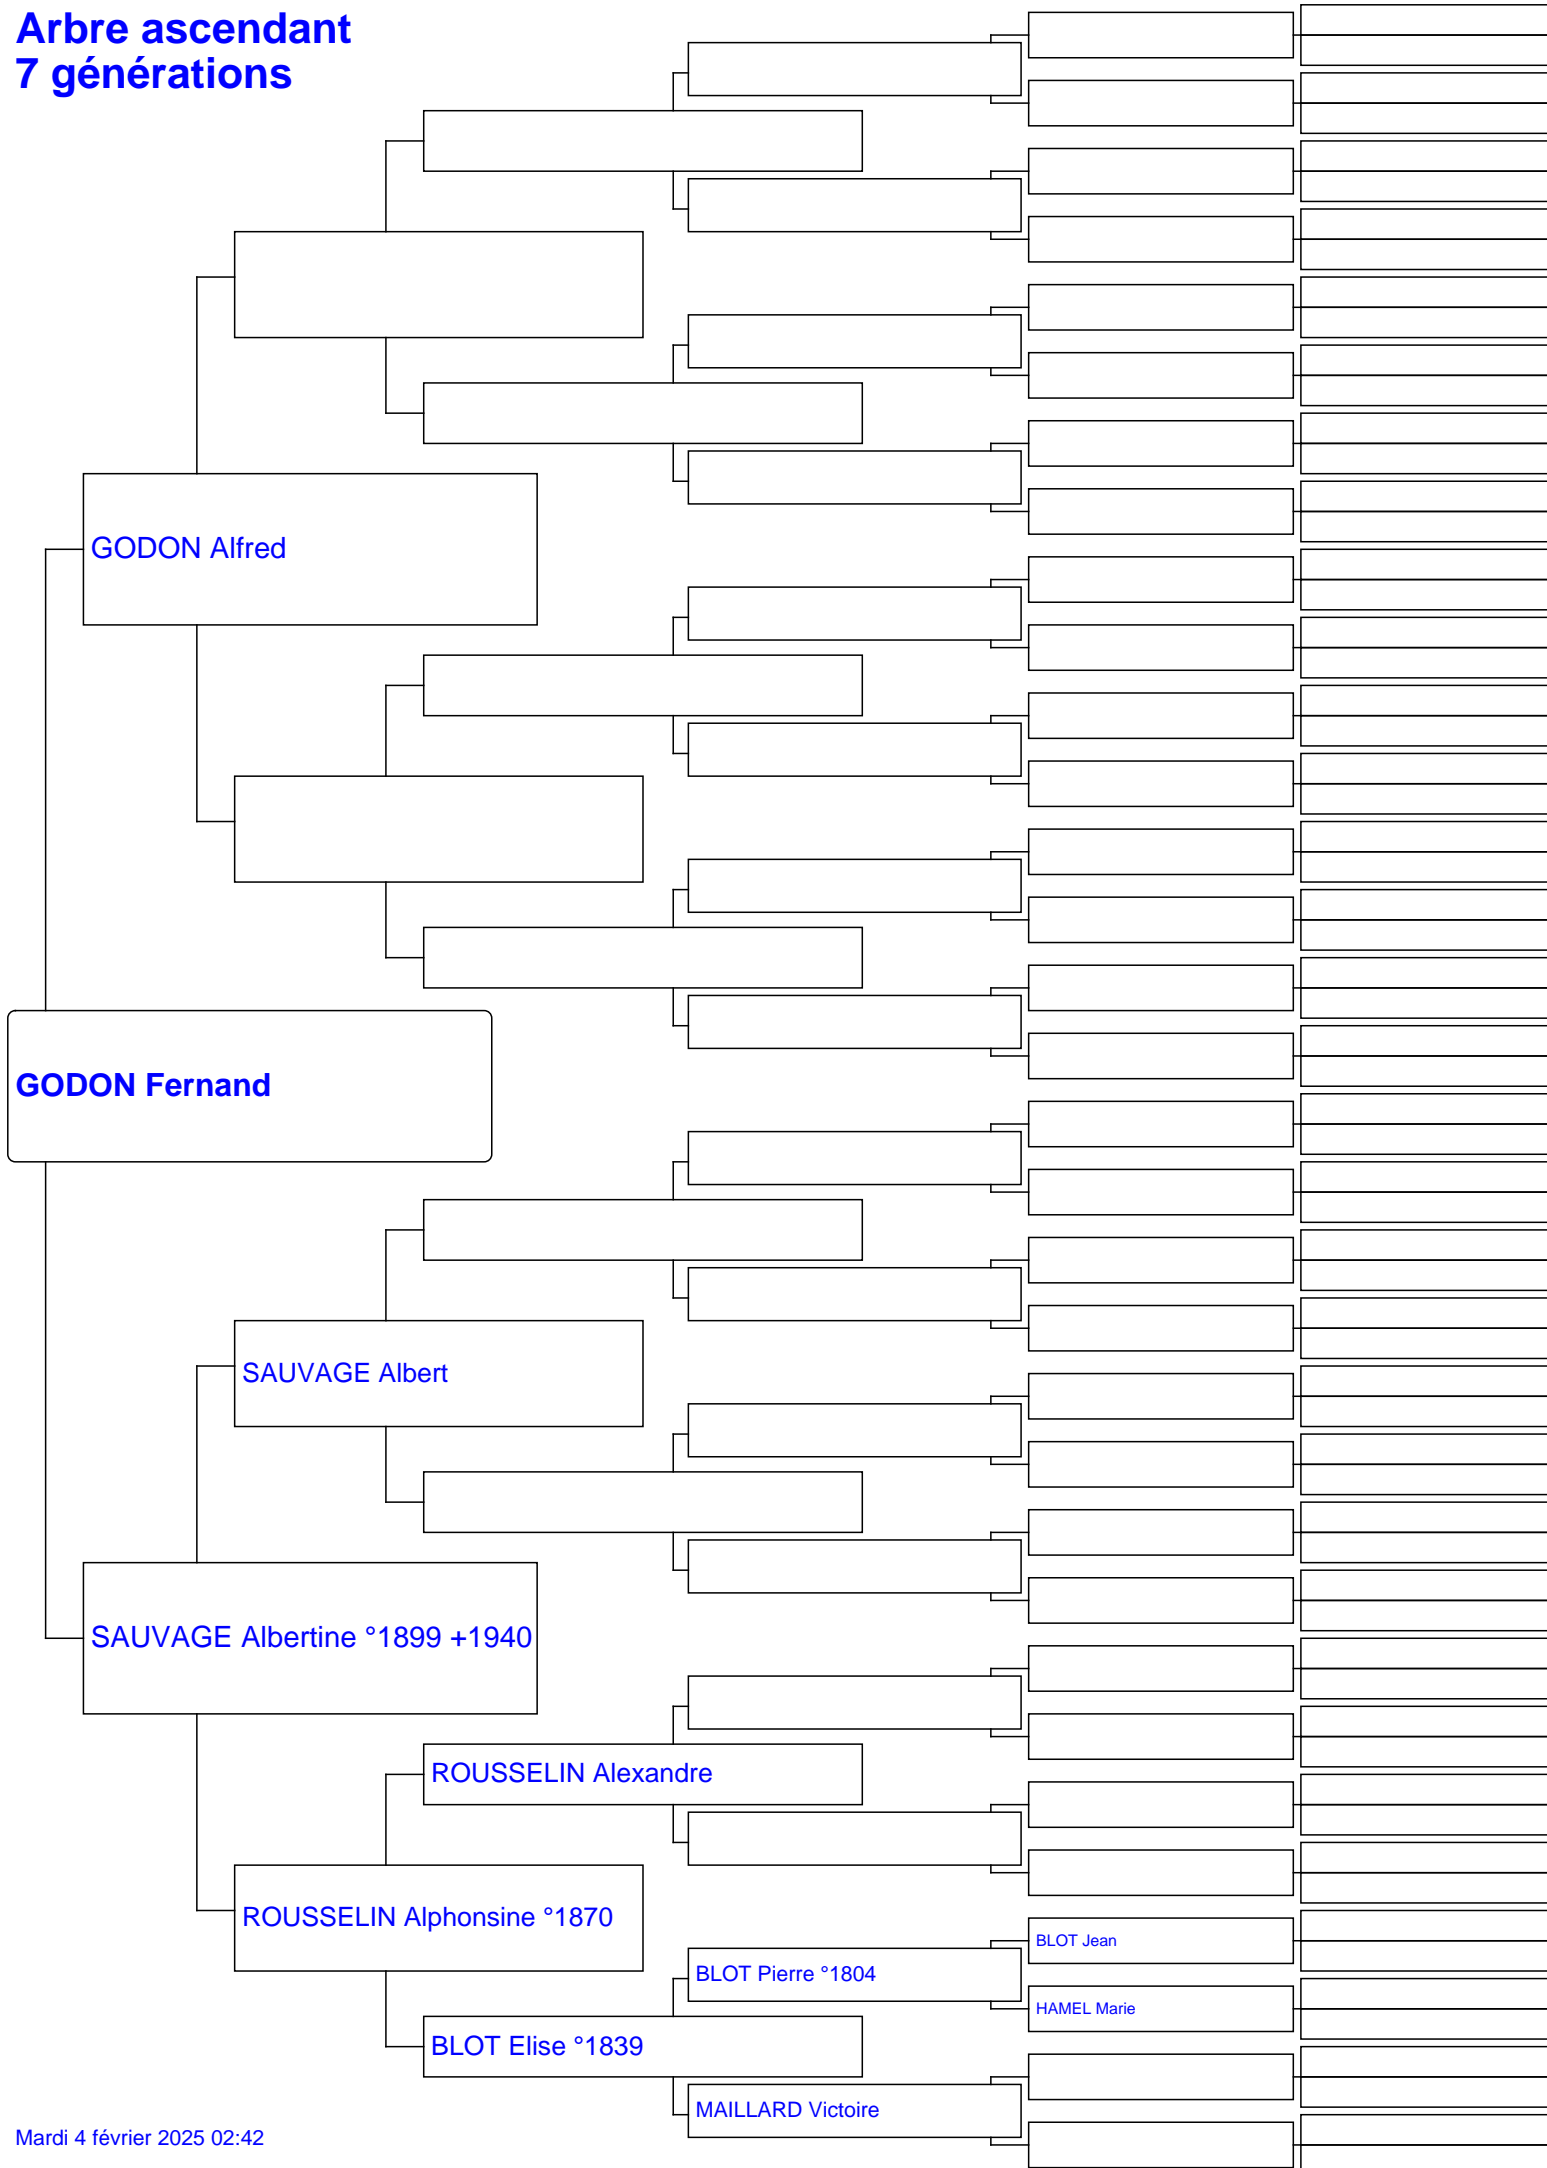 Arbre ascendant
7 générations
GODON Alfred
GODON Fernand
SAUVAGE Albert
SAUVAGE Albertine °1899 +1940
ROUSSELIN Alexandre
ROUSSELIN Alphonsine °1870
BLOT Jean
BLOT Pierre °1804
HAMEL Marie
BLOT Elise °1839
MAILLARD Victoire
Mardi 4 février 2025 02:42